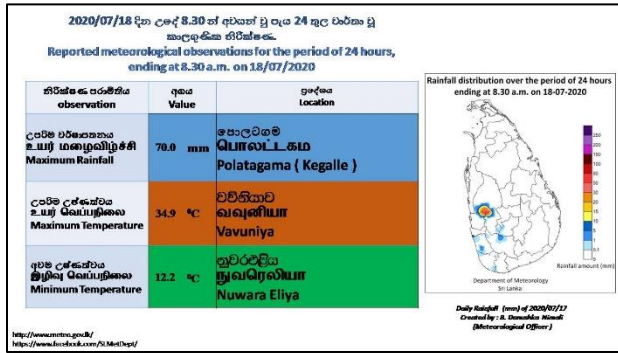 2020/07/18 දින උදේ 8.30 න් අවසන් වූ පැය 24 තුල වාර්තා වූ
කාලගුණික නිරීක්ෂණ.
Reported meteorological observations for the period of 24 hours,
ending at 8.30 a.m. on 18/07/2020
නිරීක්ෂණ පරාමිතිය
observation
අගය
Value
ප්‍රදේශය
Location
උපරිම වර්ෂාපතනය
உயர் மழைவீழ்ச்சி
Maximum Rainfall
70.0 mm
පොලටගම
பொலட்டகம
Polatagama ( Kegalle )
උපරිම උෂ්ණත්වය
உயர் வெப்பநிலை
Maximum Temperature
34.9 °C
වව්නියාව
வவுனியா
Vavuniya
අවම උෂ්ණත්වය
இழிவு வெப்பநிலை
Minimum Temperature
12.2 °C
නුවරඑළිය
நுவரெலியா
Nuwara Eliya
Rainfall distribution over the period of 24 hours
ending at 8.30 a.m. on 18-07-2020
Rainfall amount (mm)
Department of Meteorology
Sri Lanka
Daily Rainfall (mm) of 2020/07/17
Created by : B. Danushka Nimali
(Meteorological Officer )
http://www.meteo.gov.lk/
https://www.facebook.com/SLMetDept/